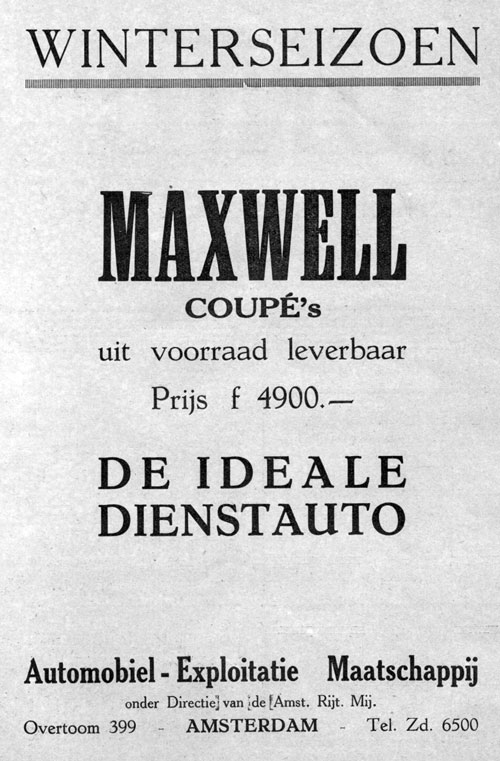 WINTERSEIZOEN
MAXWELL
COUPÉ's
uit voorraad leverbaar
Prijs f 4900.—
DE IDEALE
DIENSTAUTO
Automobiel - Exploitatie Maatschappij
onder Directie] van de [Amst. Rijt. Mij.
Overtoom 399 - AMSTERDAM - Tel. Zd. 6500